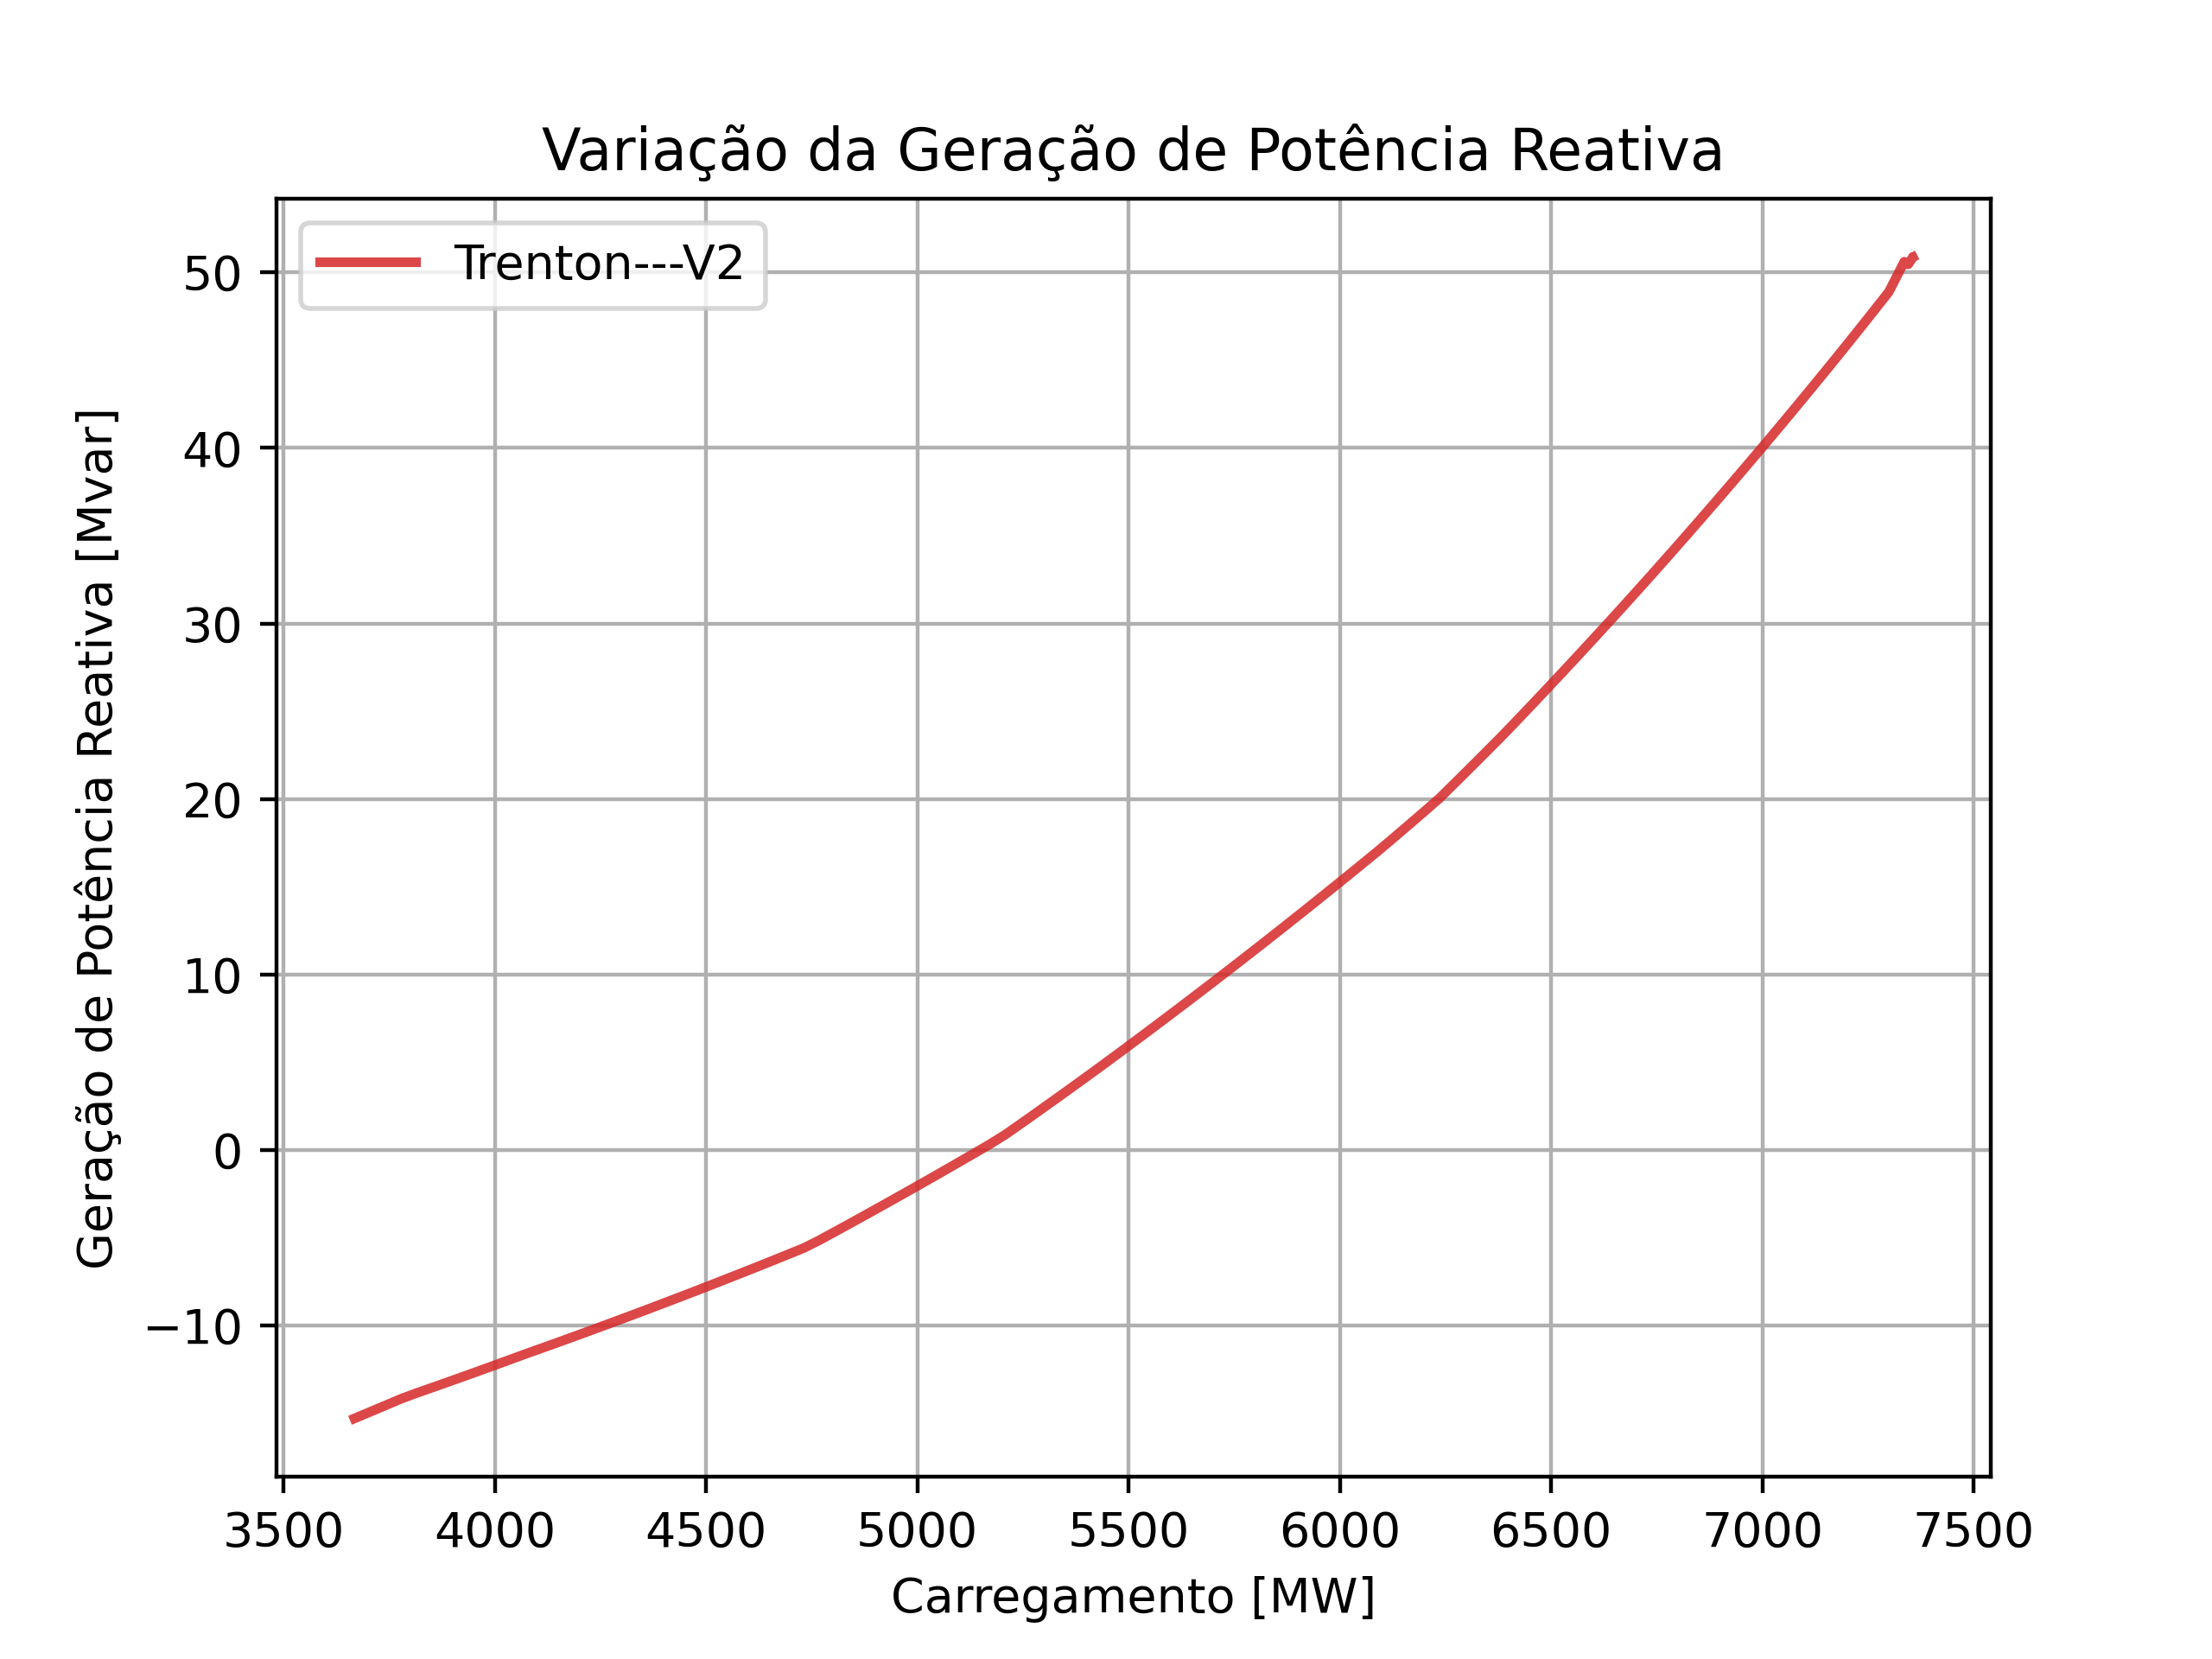 Variação da Geração de Potência Reativa
Trenton---V2
Geração de Potência Reativa [Mvar]
50
40
30
20
10
0
−10
3500 4000 4500 5000 5500 6000 6500 7000 7500
Carregamento [MW]